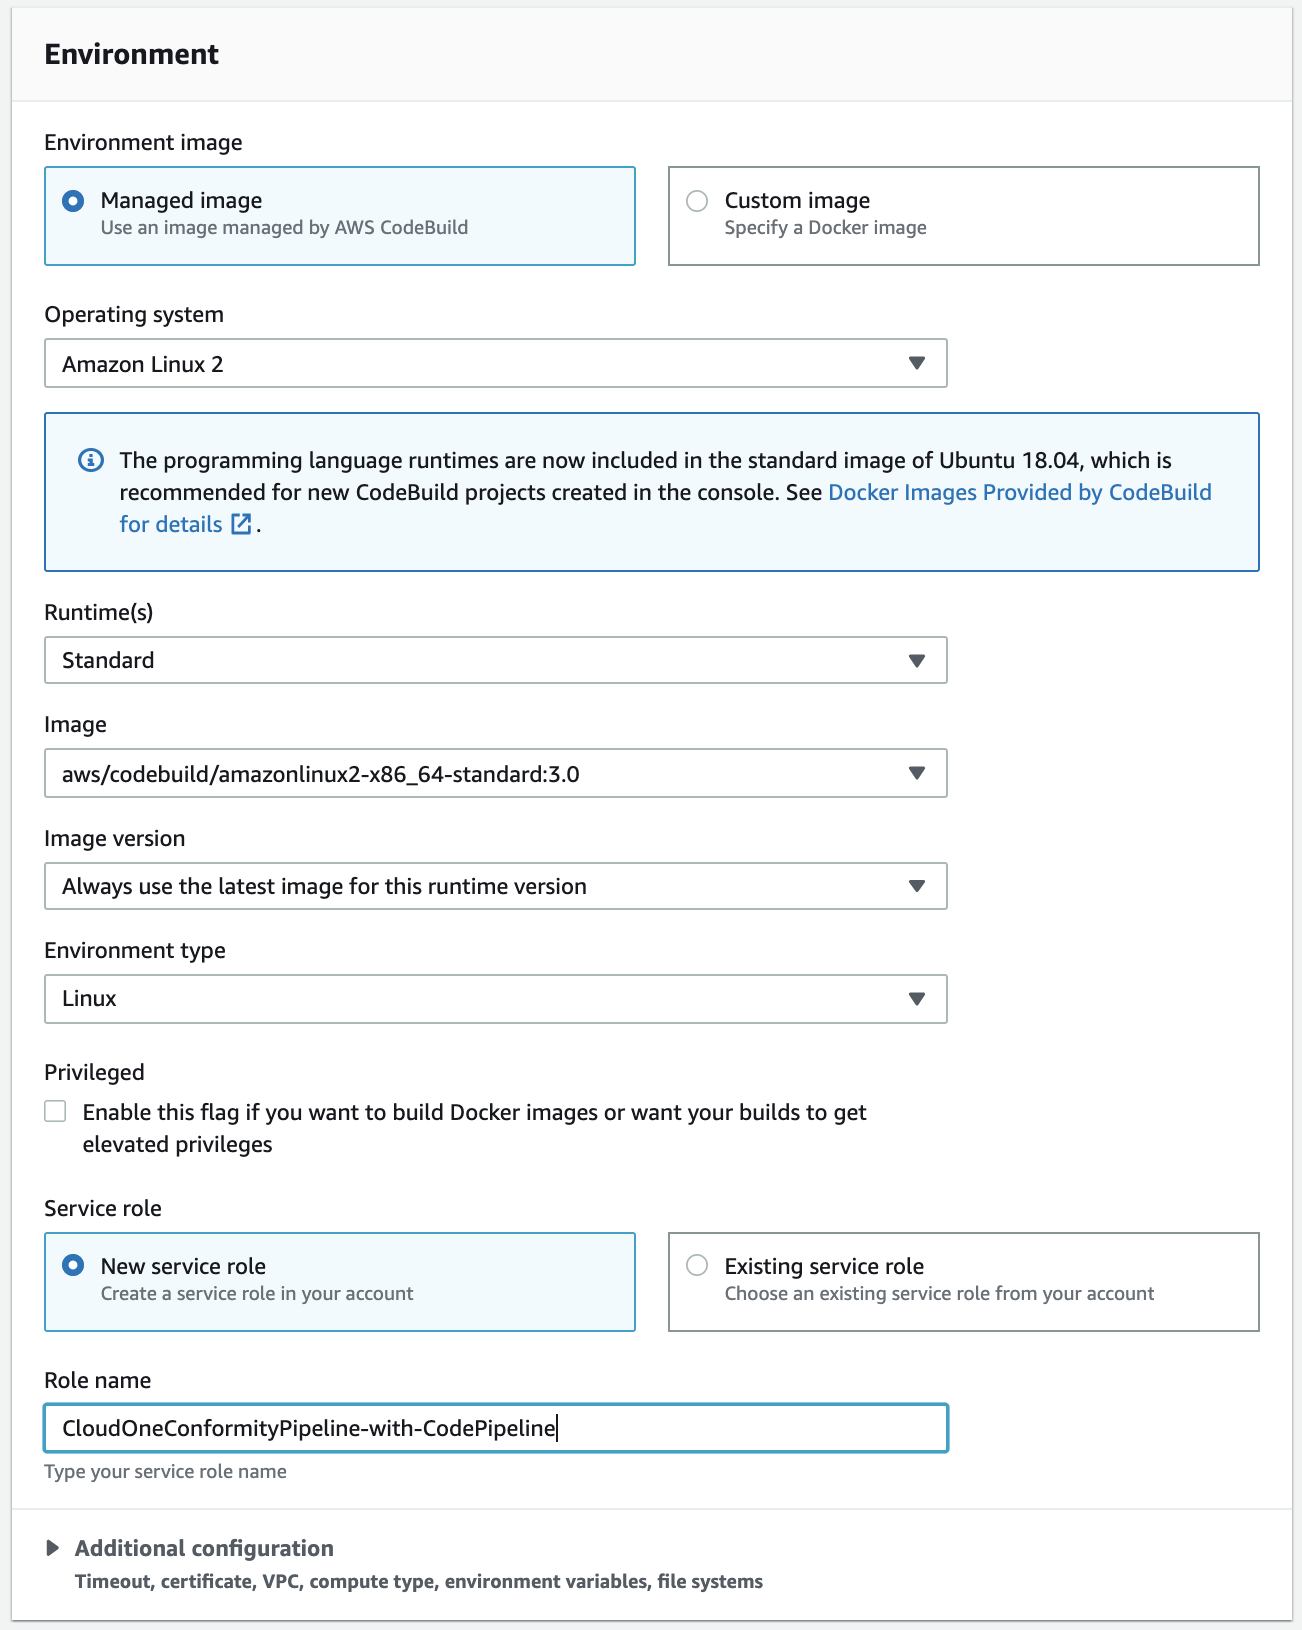 Environment
Environment image
Managed image
Use an image managed by AWS CodeBuild
Custom image
Specify a Docker image
Operating system
Amazon Linux 2
The programming language runtimes are now included in the standard image of Ubuntu 18.04, which is
recommended for new CodeBuild projects created in the console. See Docker Images Provided by CodeBuild
for details .
Runtime(s)
Standard
Image
aws/codebuild/amazonlinux2-x86_64-standard:3.0
Image version
Always use the latest image for this runtime version
Environment type
Linux
Privileged
Enable this flag if you want to build Docker images or want your builds to get
elevated privileges
Service role
New service role
Create a service role in your account
Existing service role
Choose an existing service role from your account
Role name
CloudOneConformityPipeline-with-CodePipeline
Type your service role name
Additional configuration
Timeout, certificate, VPC, compute type, environment variables, file systems